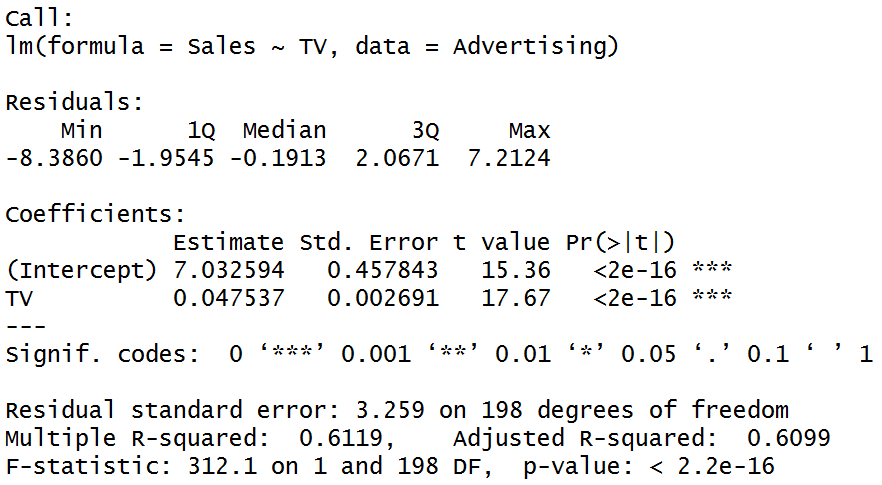 Call:
lm(formula = Sales ~ TV, data = Advertising)
Residuals:
    Min      1Q  Median      3Q     Max
-8.3860 -1.9545 -0.1913  2.0671  7.2124
Coefficients:
            Estimate Std. Error t value Pr(>|t|)
(Intercept) 7.032594   0.457843   15.36   <2e-16 ***
TV          0.047537   0.002691   17.67   <2e-16 ***
---
Signif. codes:  0 ‘***’ 0.001 ‘**’ 0.01 ‘*’ 0.05 ‘.’ 0.1 ‘ ’ 1
Residual standard error: 3.259 on 198 degrees of freedom
Multiple R-squared:  0.6119,    Adjusted R-squared:  0.6099
F-statistic: 312.1 on 1 and 198 DF,  p-value: < 2.2e-16